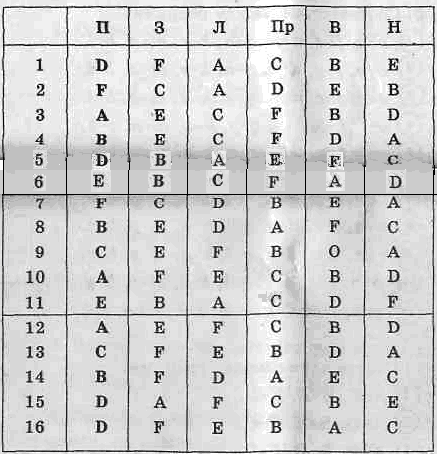 П З Л Пр В Н
1 D F A C B E
2 F C A D E B
3 A E C F B D
4 B E C F D A
5 D B A E F C
6 E B C F A D
7 F C D B E A
8 B E D A F C
9 C E F B O A
10 A F E C B D
11 E B A C D F
12 A E F C B D
13 C F E B D A
14 B F D A E C
15 D A F C B E
16 D F E B A C